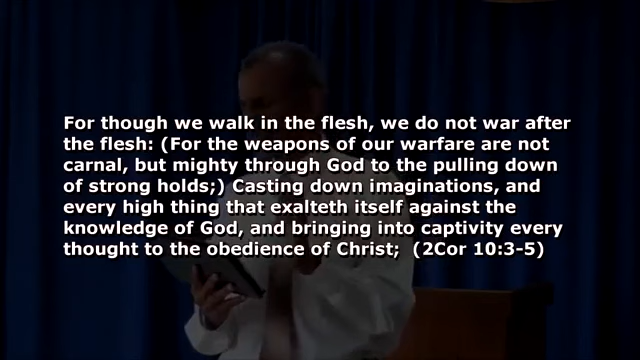 For though we walk in the flesh, we do not war after
the flesh: (For the weapons of our warfare are not
carnal, but mighty through God to the pulling down
of strong holds;) Casting down imaginations, and
every high thing that exalteth itself against the
knowledge of God, and bringing into captivity every
thought to the obedience of Christ;  (2Cor 10:3-5)